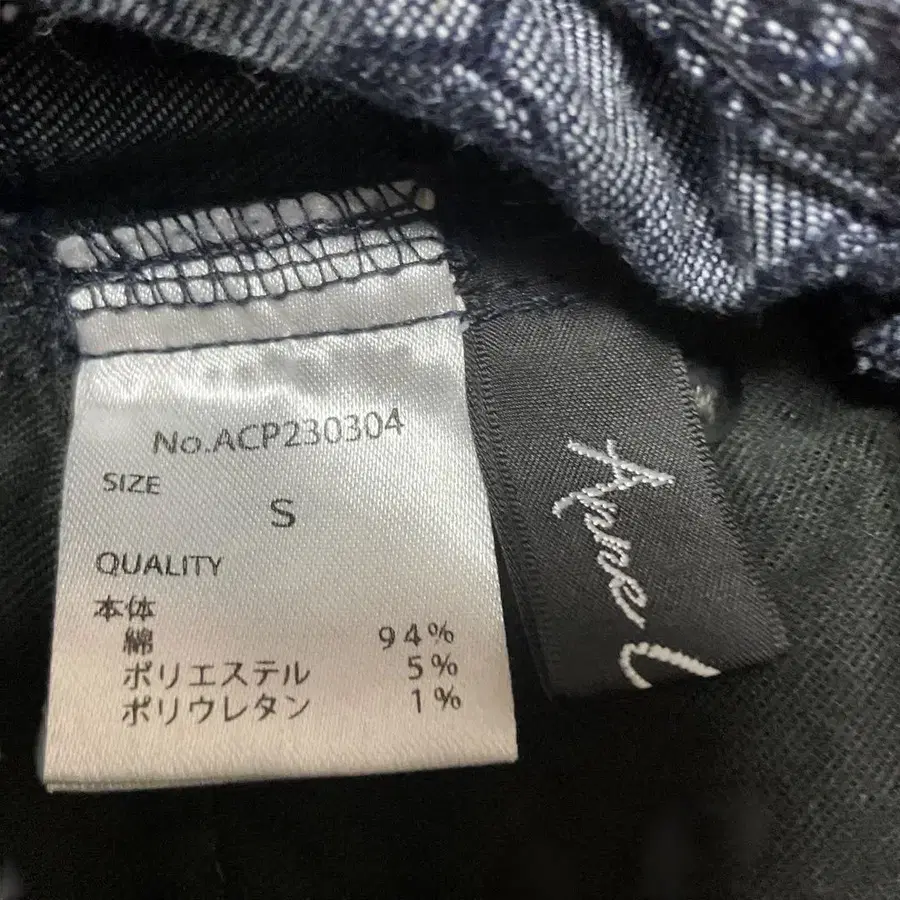 No.ACP230304
SIZE
S
QUALITY
本体
綿 94%
ポリエステル 5%
ポリウレタン 1%